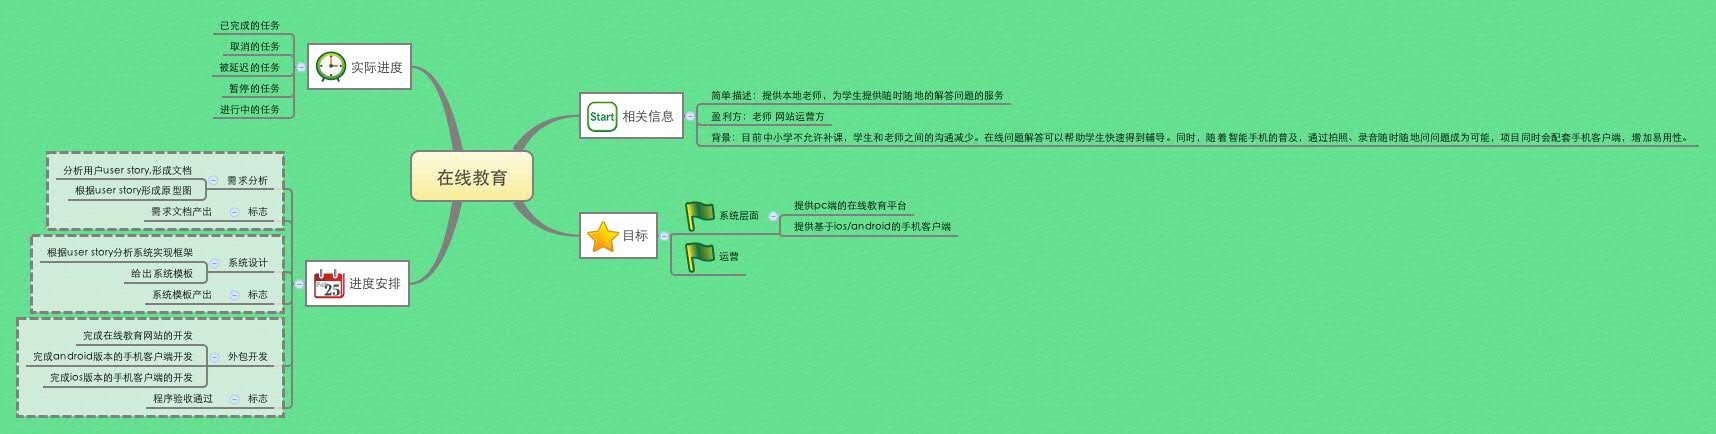 在线教育
相关信息
Start
简单描述：提供本地老师，为学生提供随时随地的解答问题的服务
盈利方：老师 网站运营方
背景：目前中小学不允许补课，学生和老师之间的沟通减少。在线问题解答可以帮助学生快速得到辅导。同时，随着智能手机的普及，通过拍照、录音随时随地问问题成为可能，项目同时会配套手机客户端，增加易用性。
目标
系统层面
提供pc端的在线教育平台
提供基于ios/android的手机客户端
运营
实际进度
已完成的任务
取消的任务
被延迟的任务
暂停的任务
进行中的任务
进度安排
25
需求分析
分析用户user story.形成文档
根据user story形成原型图
标志
需求文档产出
系统设计
根据user story分析系统实现框架
给出系统模板
标志
系统模板产出
外包开发
完成在线教育网站的开发
完成android版本的手机客户端开发
完成ios版本的手机客户端的开发
标志
程序验收通过